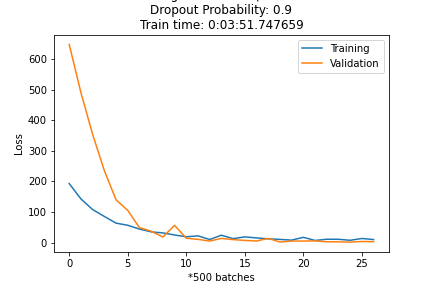 Dropout Probability: 0.9
Train time: 0:03:51.747659
Training
Validation
Loss
600
500
400
300
200
100
0
0 5 10 15 20 25
*500 batches